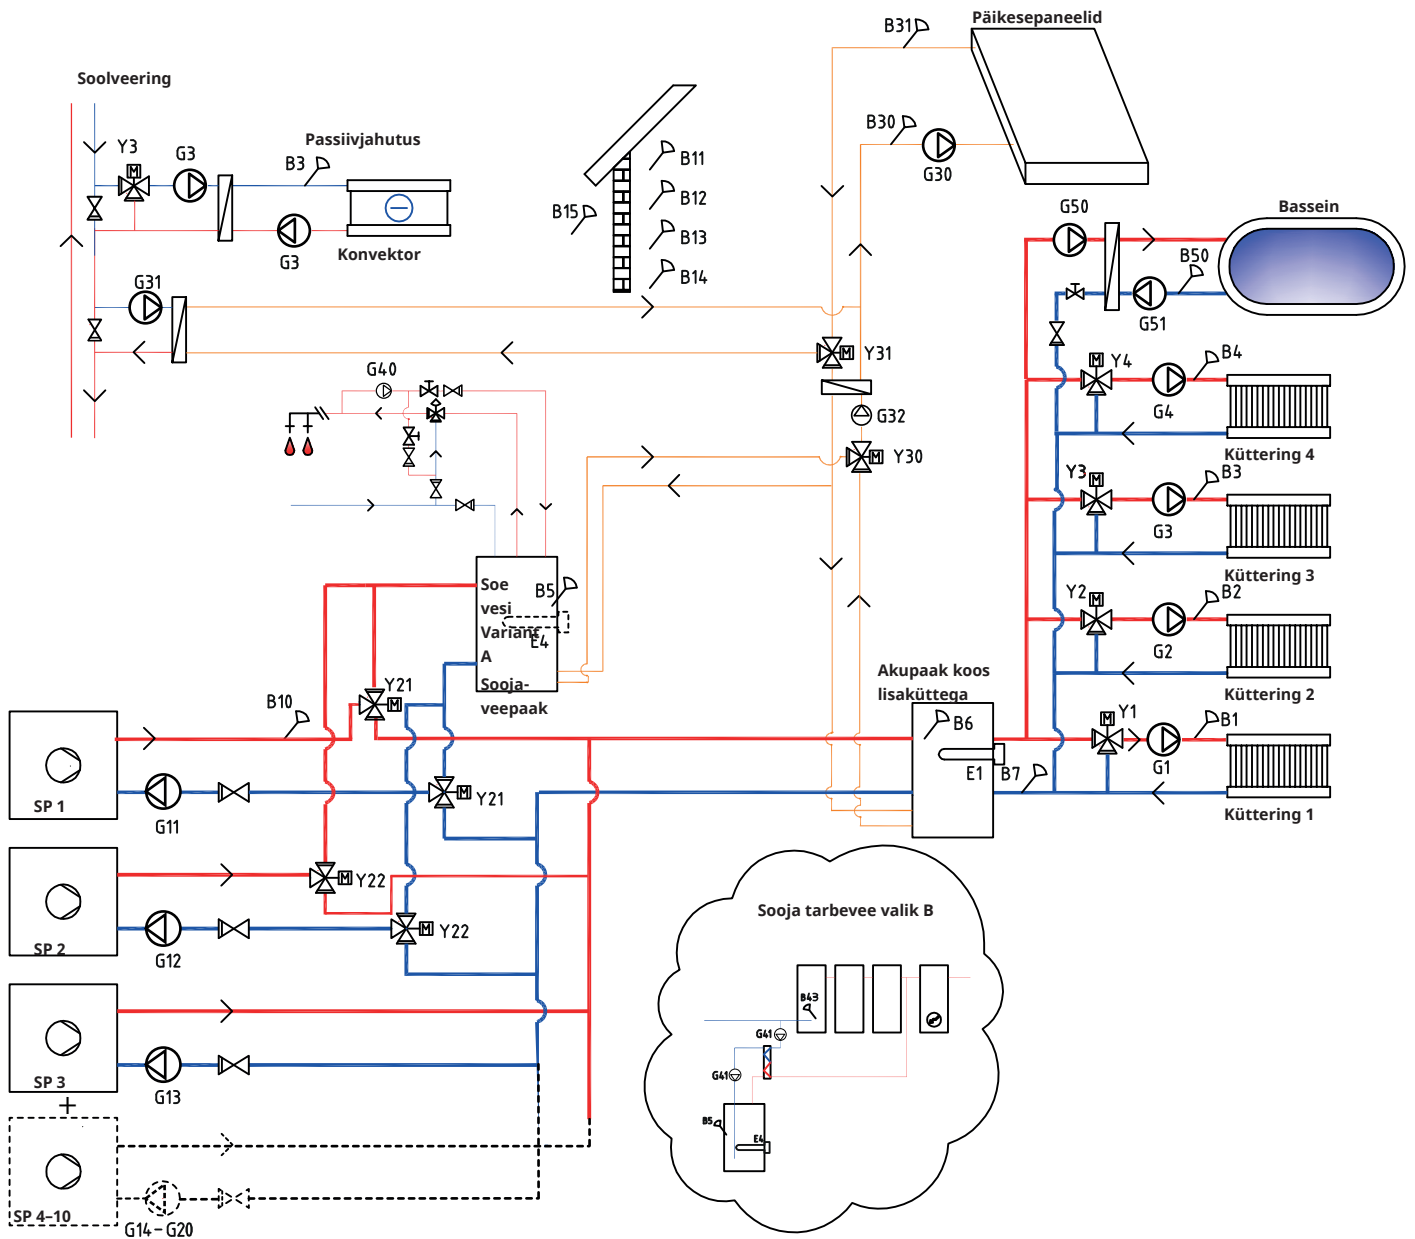 Päikesepaneelid
B31
Soolveering
B30
G30
Y3
G3
Passiivjahutus
B3
G3
Konvektor
B11
B12
B13
B14
B15
G50
Bassein
B50
G51
G31
Y31
G32
Y30
G40
Y4
B4
G4
Küttering 4
Y3
B3
G3
Küttering 3
Y2
B2
G2
Küttering 2
Y1
B1
G1
Küttering 1
Soe
vesi
Variant
A
Sooja-
veepaak
B5
E4
Akupaak koos
lisaküttega
B6
E1
B7
B10
Y21
SP 1
G11
Y21
Y22
SP 2
G12
Y22
SP 3
G13
+
SP 4–10
G14–G20
Sooja tarbevee valik B
B43
G41
G41
B5
E4
M
M
M
M
M
M
M
M
M
M
M